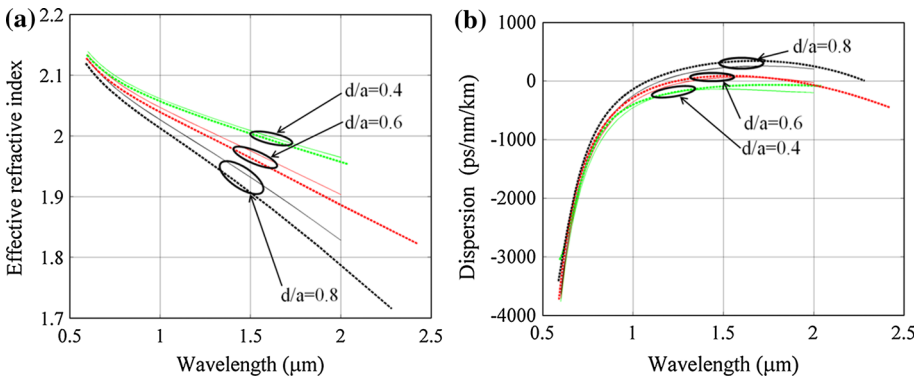 (a)
Effective refractive index
2.2
2.1
2
1.9
1.8
1.7
d/a=0.4
d/a=0.6
d/a=0.8
0.5
1
1.5
2
2.5
Wavelength (μm)
(b)
Dispersion (ps/nm/km)
1000
0
-1000
-2000
-3000
-4000
d/a=0.8
d/a=0.6
d/a=0.4
0.5
1
1.5
2
2.5
Wavelength (μm)